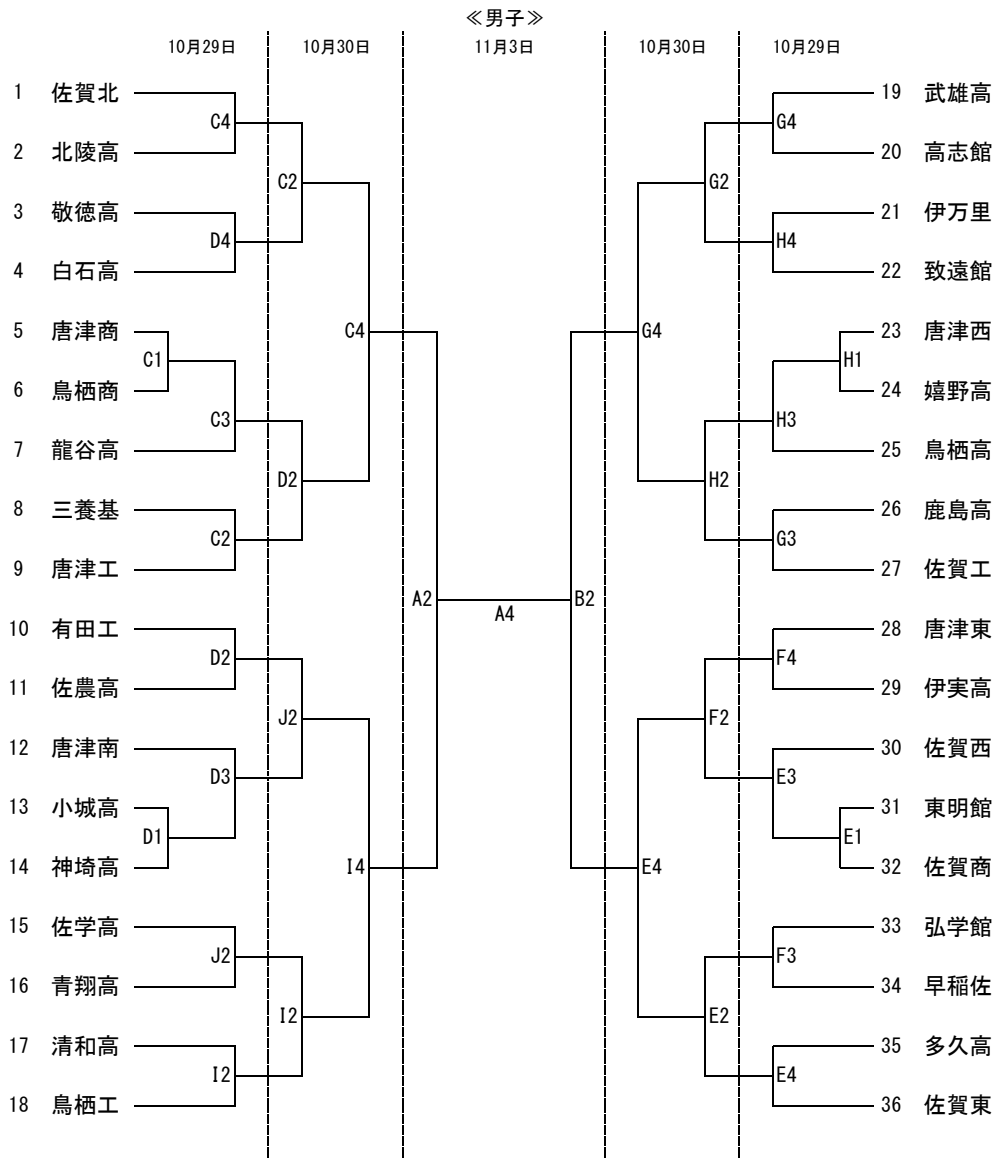 ≪男子≫
10月29日 10月30日 11月3日 10月30日 10月29日
1 佐賀北 19 武雄高
C4 G4
2 北陵高 20 高志館
C2 G2
3 敬徳高 21 伊万里
D4 H4
4 白石高 22 致遠館
5 唐津商 C4 G4 23 唐津西
C1 H1
6 鳥栖商 24 嬉野高
C3 H3
7 龍谷高 25 鳥栖高
D2 H2
8 三養基 26 鹿島高
C2 G3
9 唐津工 27 佐賀工
A2 A4 B2
10 有田工 28 唐津東
D2 F4
11 佐農高 29 伊実高
J2 F2
12 唐津南 30 佐賀西
D3 E3
13 小城高 31 東明館
D1 E1
14 神埼高 I4 E4 32 佐賀商
15 佐学高 33 弘学館
J2 F3
16 青翔高 34 早稲佐
I2 E2
17 清和高 35 多久高
I2 E4
18 鳥栖工 36 佐賀東